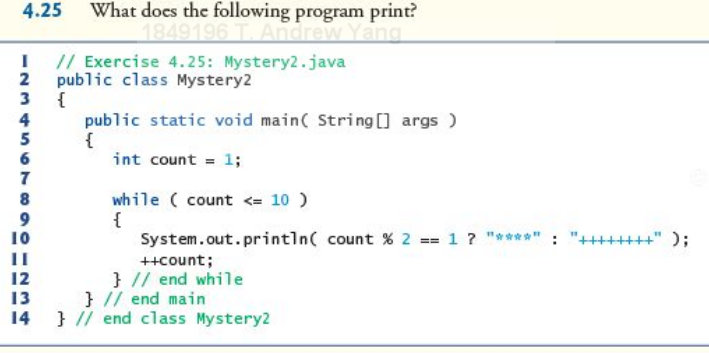 4.25 What does the following program print?
1849196 T. Andrew Yang
1 // Exercise 4.25: Mystery2.java
2 public class Mystery2
3 {
4 public static void main( String[] args )
5 {
6 int count = 1;
7
8 while ( count <= 10 )
9 {
10 System.out.println( count % 2 == 1 ? "****" : "++++++++" );
11 ++count;
12 } // end while
13 } // end main
14 } // end class Mystery2